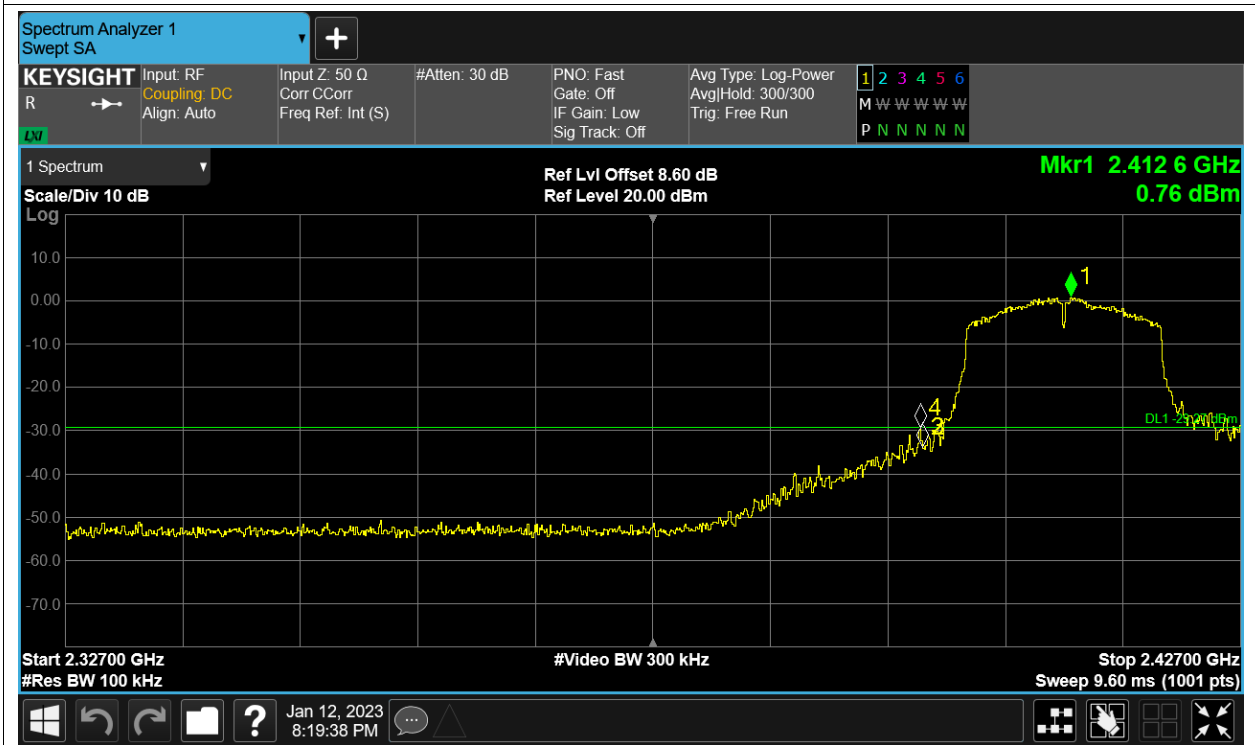 Spectrum Analyzer 1
Swept SA
KEYSIGHT
R
LXI
Input: RF
Coupling: DC
Align: Auto
Input Z: 50 Ω
Corr CCorr
Freq Ref: Int (S)
#Atten: 30 dB
PNO: Fast
Gate: Off
IF Gain: Low
Sig Track: Off
Avg Type: Log-Power
Avg|Hold: 300/300
Trig: Free Run
1 2 3 4 5 6
M W W W W W
P N N N N N
1 Spectrum
Scale/Div 10 dB
Log
Ref Lvl Offset 8.60 dB
Ref Level 20.00 dBm
Mkr1 2.412 6 GHz
0.76 dBm
10.0
0.00
-10.0
-20.0
-30.0
-40.0
-50.0
-60.0
-70.0
1
4
DL1 dBm
Start 2.32700 GHz
#Res BW 100 kHz
#Video BW 300 kHz
Stop 2.42700 GHz
Sweep 9.60 ms (1001 pts)
?
Jan 12, 2023
8:19:38 PM